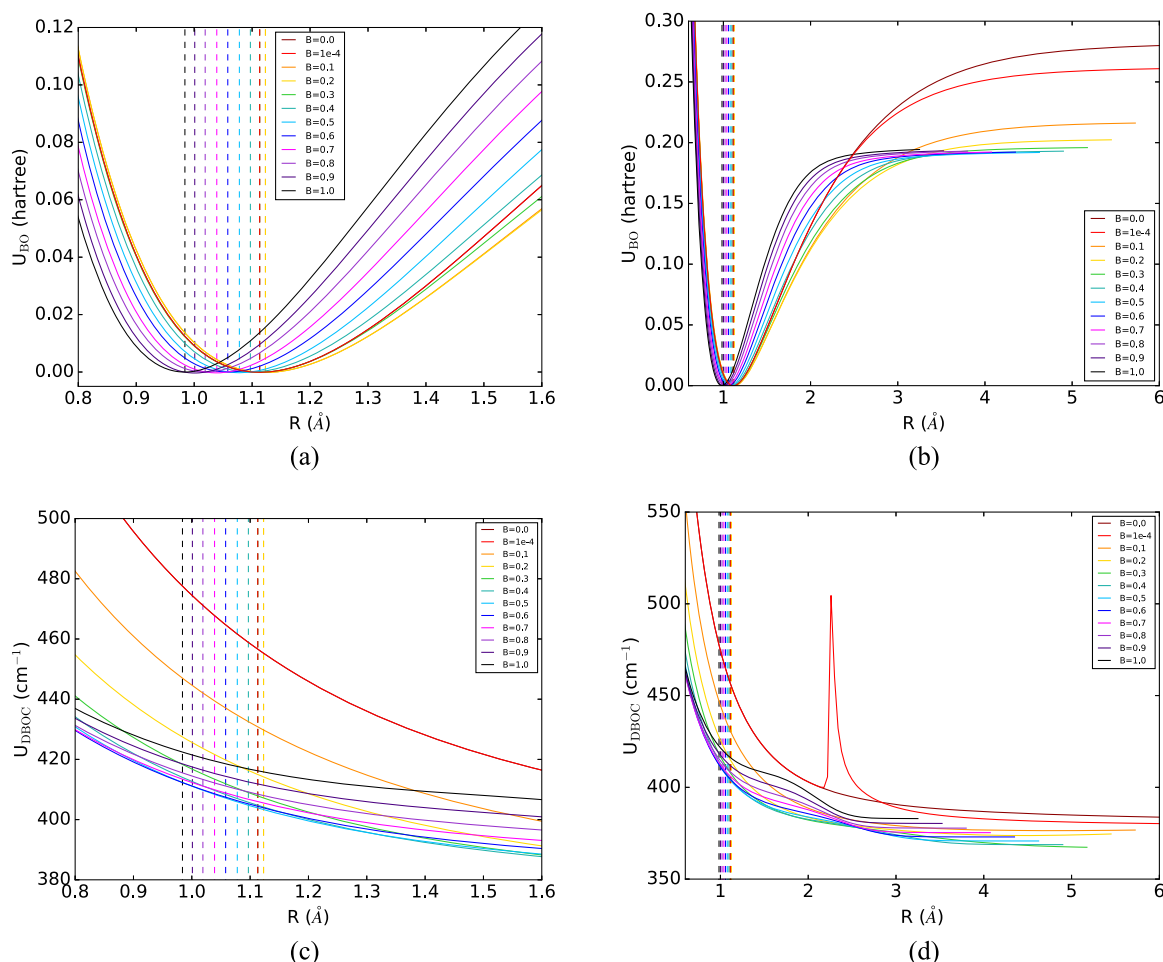 U_BO (hartree)
0.12
0.10
0.08
0.06
0.04
0.02
0.00
B=0.0
B=1e-4
B=0.1
B=0.2
B=0.3
B=0.4
B=0.5
B=0.6
B=0.7
B=0.8
B=0.9
B=1.0
0.8 0.9 1.0 1.1 1.2 1.3 1.4 1.5 1.6
R (Å)
(a)
U_BO (hartree)
0.30
0.25
0.20
0.15
0.10
0.05
0.00
B=0.0
B=1e-4
B=0.1
B=0.2
B=0.3
B=0.4
B=0.5
B=0.6
B=0.7
B=0.8
B=0.9
B=1.0
1 2 3 4 5 6
R (Å)
(b)
U_DBOC (cm⁻¹)
500
480
460
440
420
400
380
B=0.0
B=1e-4
B=0.1
B=0.2
B=0.3
B=0.4
B=0.5
B=0.6
B=0.7
B=0.8
B=0.9
B=1.0
0.8 0.9 1.0 1.1 1.2 1.3 1.4 1.5 1.6
R (Å)
(c)
U_DBOC (cm⁻¹)
550
500
450
400
350
B=0.0
B=1e-4
B=0.1
B=0.2
B=0.3
B=0.4
B=0.5
B=0.6
B=0.7
B=0.8
B=0.9
B=1.0
1 2 3 4 5 6
R (Å)
(d)